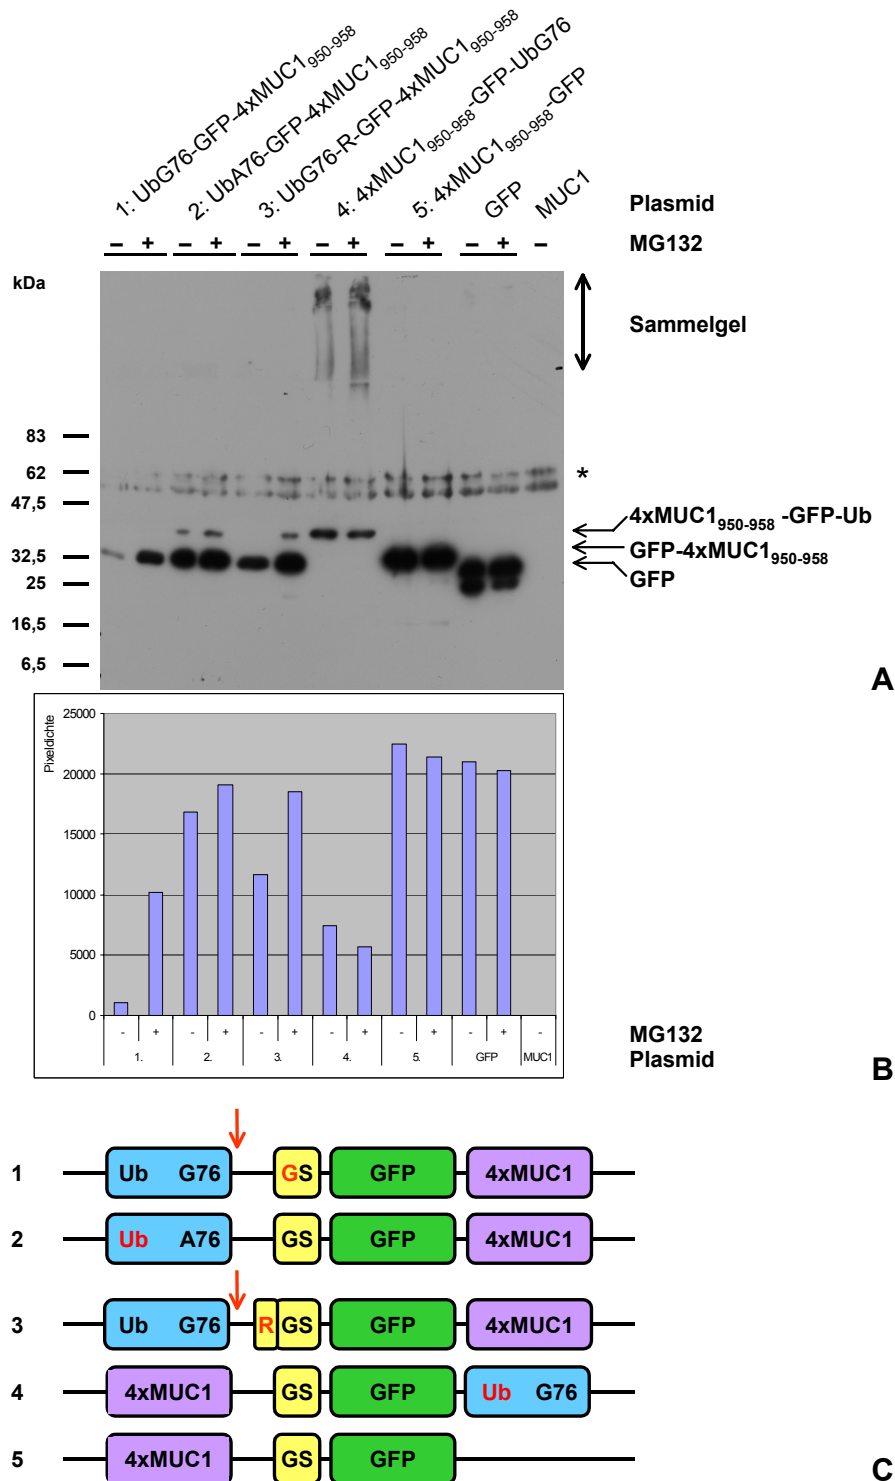 1: UbG76-GFP-4xMUC1950-958
2: UbA76-GFP-4xMUC1950-958
3: UbG76-R-GFP-4xMUC1950-958
4: 4xMUC1950-958-GFP-UbG76
5: 4xMUC1950-958-GFP
GFP
MUC1
Plasmid
– + – + – + – + – + – + – MG132
kDa
Sammelgel
83
62 *
47,5
4xMUC1950-958 -GFP-Ub
32,5 GFP-4xMUC1950-958
25 GFP
16,5
6,5
A
Pixeldichte
25000
20000
15000
10000
5000
0
- + - + - + - + - + - + - MG132
1. 2. 3. 4. 5. GFP MUC1 Plasmid
B
1 Ub G76 GS GFP 4xMUC1
2 Ub A76 GS GFP 4xMUC1
3 Ub G76 R GS GFP 4xMUC1
4 4xMUC1 GS GFP Ub G76
5 4xMUC1 GS GFP
C